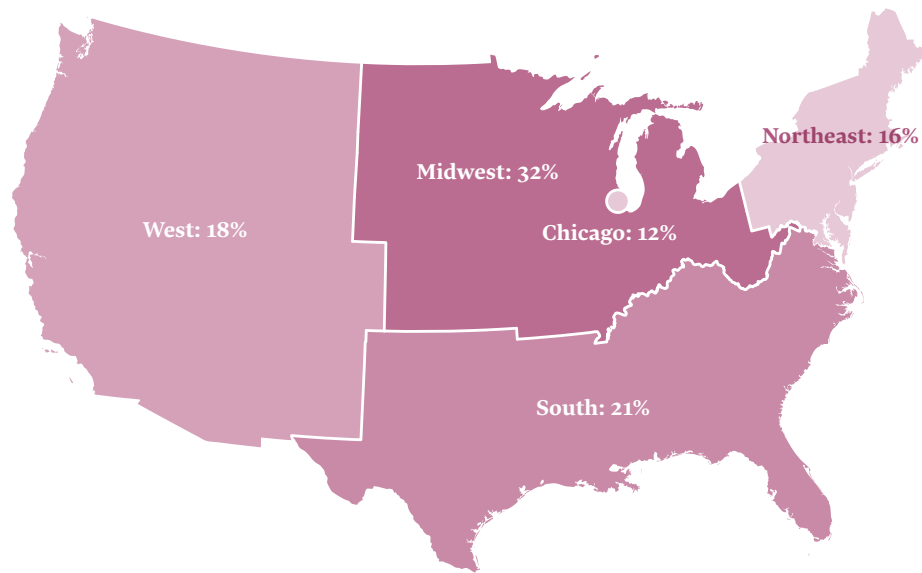 Northeast: 16%
Midwest: 32%
West: 18%
Chicago: 12%
South: 21%